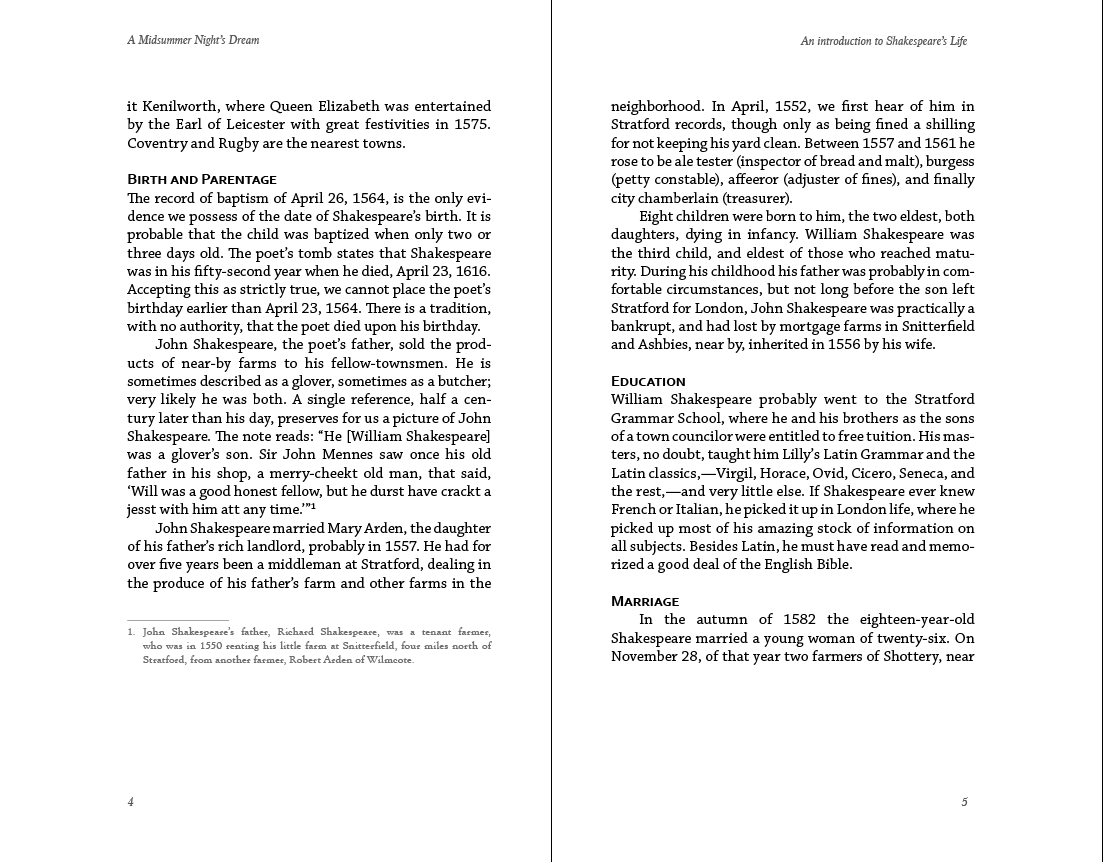 A Midsummer Night's Dream
it Kenilworth, where Queen Elizabeth was entertained
by the Earl of Leicester with great festivities in 1575.
Coventry and Rugby are the nearest towns.
Birth and Parentage
The record of baptism of April 26, 1564, is the only evi-
dence we possess of the date of Shakespeare's birth. It is
probable that the child was baptized when only two or
three days old. The poet's tomb states that Shakespeare
was in his fifty-second year when he died, April 23, 1616.
Accepting this as strictly true, we cannot place the poet's
birthday earlier than April 23, 1564. There is a tradition,
with no authority, that the poet died upon his birthday.
John Shakespeare, the poet's father, sold the prod-
ucts of near-by farms to his fellow-townsmen. He is
sometimes described as a glover, sometimes as a butcher;
very likely he was both. A single reference, half a cen-
tury later than his day, preserves for us a picture of John
Shakespeare. The note reads: “He [William Shakespeare]
was a glover's son. Sir John Mennes saw once his old
father in his shop, a merry-cheekt old man, that said,
‘Will was a good honest fellow, but he durst have crackt a
jesst with him att any time.’”¹
John Shakespeare married Mary Arden, the daughter
of his father's rich landlord, probably in 1557. He had for
over five years been a middleman at Stratford, dealing in
the produce of his father's farm and other farms in the
1. John Shakespeare's father, Richard Shakespeare, was a tenant farmer,
who was in 1550 renting his little farm at Snitterfield, four miles north of
Stratford, from another farmer, Robert Arden of Wilmcote.
4
An introduction to Shakespeare's Life
neighborhood. In April, 1552, we first hear of him in
Stratford records, though only as being fined a shilling
for not keeping his yard clean. Between 1557 and 1561 he
rose to be ale tester (inspector of bread and malt), burgess
(petty constable), affeeror (adjuster of fines), and finally
city chamberlain (treasurer).
Eight children were born to him, the two eldest, both
daughters, dying in infancy. William Shakespeare was
the third child, and eldest of those who reached matu-
rity. During his childhood his father was probably in com-
fortable circumstances, but not long before the son left
Stratford for London, John Shakespeare was practically a
bankrupt, and had lost by mortgage farms in Snitterfield
and Ashbies, near by, inherited in 1556 by his wife.
Education
William Shakespeare probably went to the Stratford
Grammar School, where he and his brothers as the sons
of a town councilor were entitled to free tuition. His mas-
ters, no doubt, taught him Lilly's Latin Grammar and the
Latin classics,—Virgil, Horace, Ovid, Cicero, Seneca, and
the rest,—and very little else. If Shakespeare ever knew
French or Italian, he picked it up in London life, where he
picked up most of his amazing stock of information on
all subjects. Besides Latin, he must have read and memo-
rized a good deal of the English Bible.
Marriage
In the autumn of 1582 the eighteen-year-old
Shakespeare married a young woman of twenty-six. On
November 28, of that year two farmers of Shottery, near
5